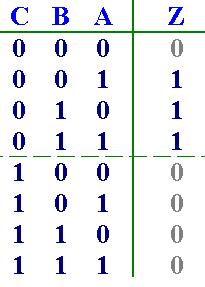 C B A Z
0 0 0 0
0 0 1 1
0 1 0 1
0 1 1 1
1 0 0 0
1 0 1 0
1 1 0 0
1 1 1 0